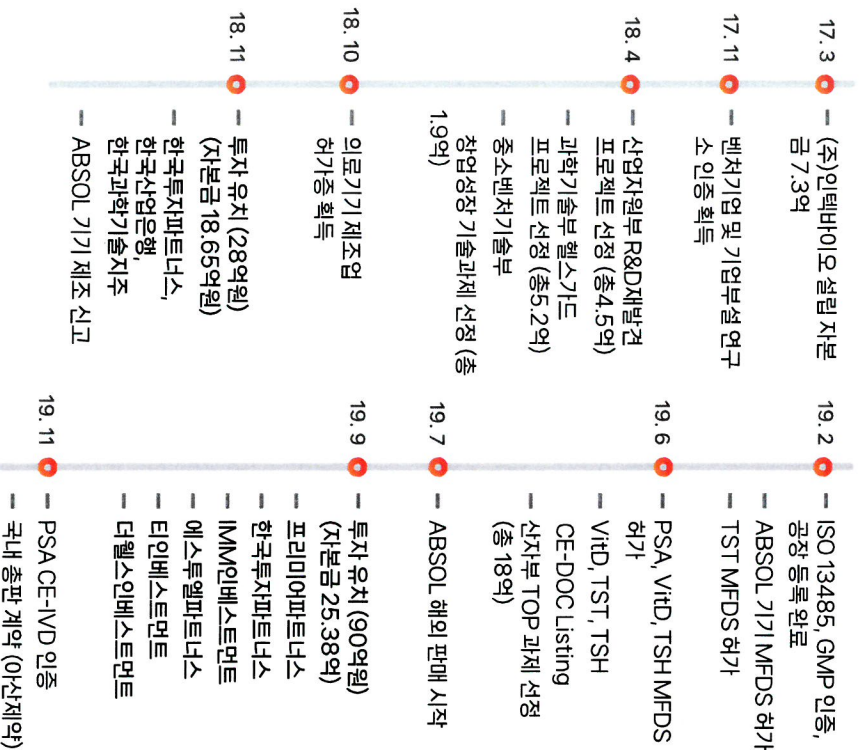 17. 3
(주)인텍바이오 설립 자본
금 7.3억
17. 11
벤처기업 및 기업부설 연구
소 인증 획득
18. 4
산업자원부 R&D재발견
프로젝트 선정 (총4.5억)
과학기술부 헬스가드
프로젝트 선정 (총5.2억)
중소벤처기술부
창업성장 기술과제 선정 (총
1.9억)
18. 10
의료기기 제조업
허가증 획득
18. 11
투자 유치 (28억원)
(자본금 18.65억원)
한국투자파트너스,
한국산업은행,
한국과학기술지주
ABSOL 기기 제조 신고
19. 2
ISO 13485, GMP 인증,
공장 등록 완료
ABSOL 기기 MFDS 허가
TST MFDS 허가
19. 6
PSA, VitD, TSH MFDS
허가
VitD, TST, TSH
CE-DOC Listing
산자부 TOP 과제 선정
(총 18억)
19. 7
ABSOL 해외 판매 시작
19. 9
투자 유치 (90억원)
(자본금 25.38억)
프리미어파트너스
한국투자파트너스
IMM인베스트먼트
에스투엘파트너스
티인베스트먼트
더웰스인베스트먼트
19. 11
PSA CE-IVD 인증
국내 총판 계약 (아산제약)